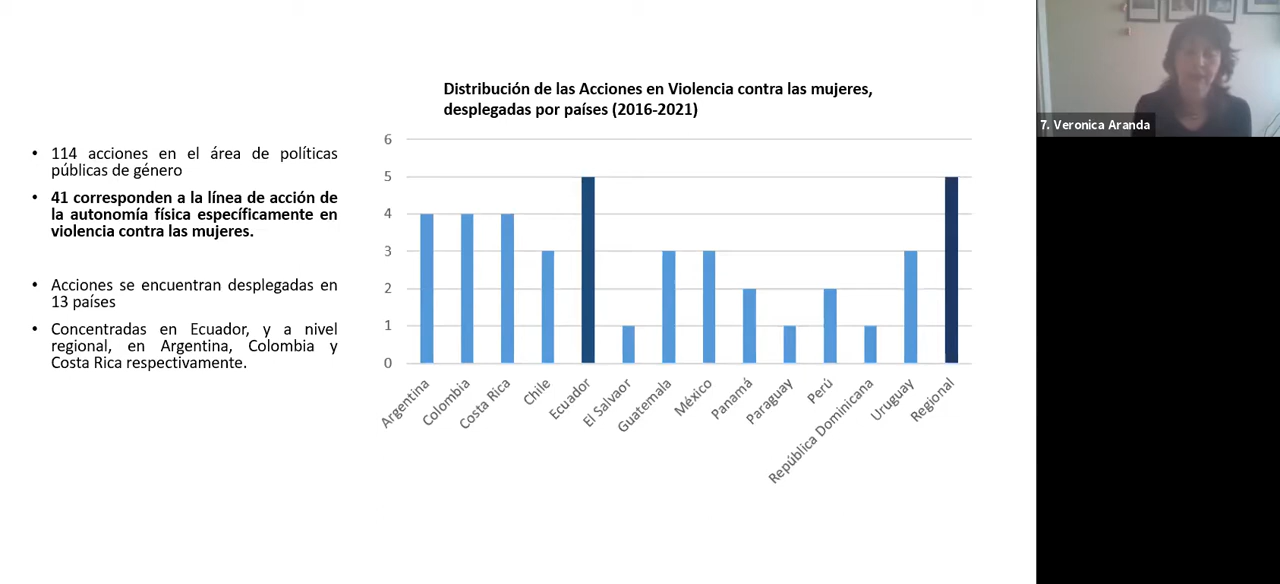 Distribución de las Acciones en Violencia contra las mujeres,
desplegadas por países (2016-2021)
• 114 acciones en el área de políticas
públicas de género
• 41 corresponden a la línea de acción de
la autonomía física específicamente en
violencia contra las mujeres.
• Acciones se encuentran desplegadas en
13 países
• Concentradas en Ecuador, y a nivel
regional, en Argentina, Colombia y
Costa Rica respectivamente.
6
5
4
3
2
1
0
Argentina
Colombia
Costa Rica
Chile
Ecuador
El Salvaor
Guatemala
México
Panamá
Paraguay
Perú
República Dominicana
Uruguay
Regional
7. Veronica Aranda